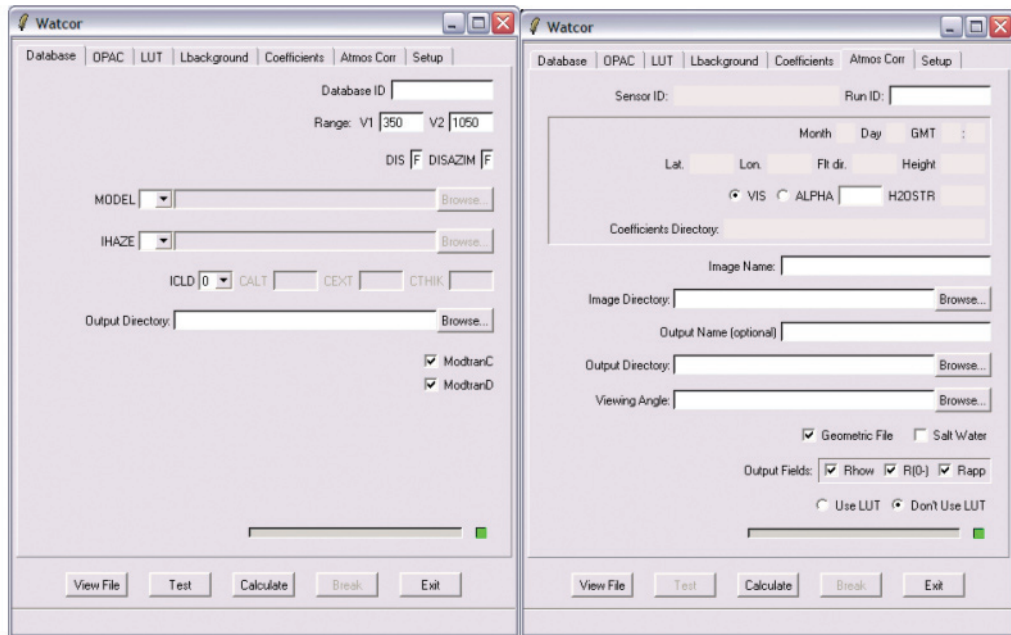 Watcor
Database OPAC LUT Lbackground Coefficients Atmos Corr Setup
Database ID
Range: V1 350 V2 1050
DIS F DISAZIM F
MODEL Browse...
IHAZE Browse...
ICLD 0 CALT CEXT CTHIK
Output Directory: Browse...
ModtranC
ModtranD
View File Test Calculate Break Exit
Watcor
Database OPAC LUT Lbackground Coefficients Atmos Corr Setup
Sensor ID: Run ID:
Month Day GMT :
Lat. Lon. Flt dir. Height
VIS ALPHA H2OSTR
Coefficients Directory:
Image Name:
Image Directory: Browse...
Output Name (optional)
Output Directory: Browse...
Viewing Angle: Browse...
Geometric File Salt Water
Output Fields: Rhow R(0-) Rapp
Use LUT Don't Use LUT
View File Test Calculate Break Exit